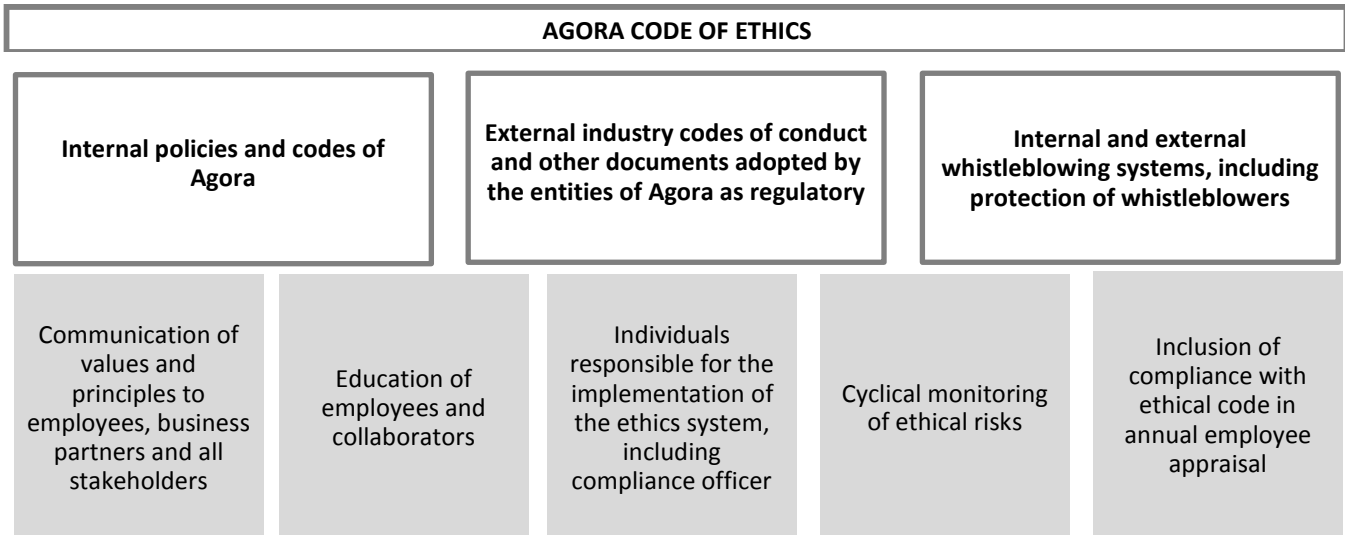 AGORA CODE OF ETHICS
Internal policies and codes of
Agora
External industry codes of conduct
and other documents adopted by
the entities of Agora as regulatory
Internal and external
whistleblowing systems, including
protection of whistleblowers
Communication of
values and
principles to
employees, business
partners and all
stakeholders
Education of
employees and
collaborators
Individuals
responsible for the
implementation of
the ethics system,
including
compliance officer
Cyclical monitoring
of ethical risks
Inclusion of
compliance with
ethical code in
annual employee
appraisal